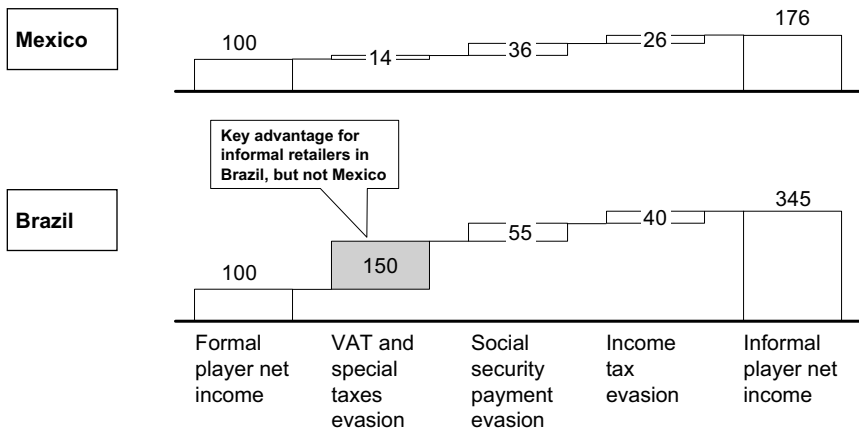 Mexico
100
14
36
26
176
Key advantage for
informal retailers in
Brazil, but not Mexico
Brazil
100
150
55
40
345
Formal
player net
income
VAT and
special
taxes
evasion
Social
security
payment
evasion
Income
tax
evasion
Informal
player net
income